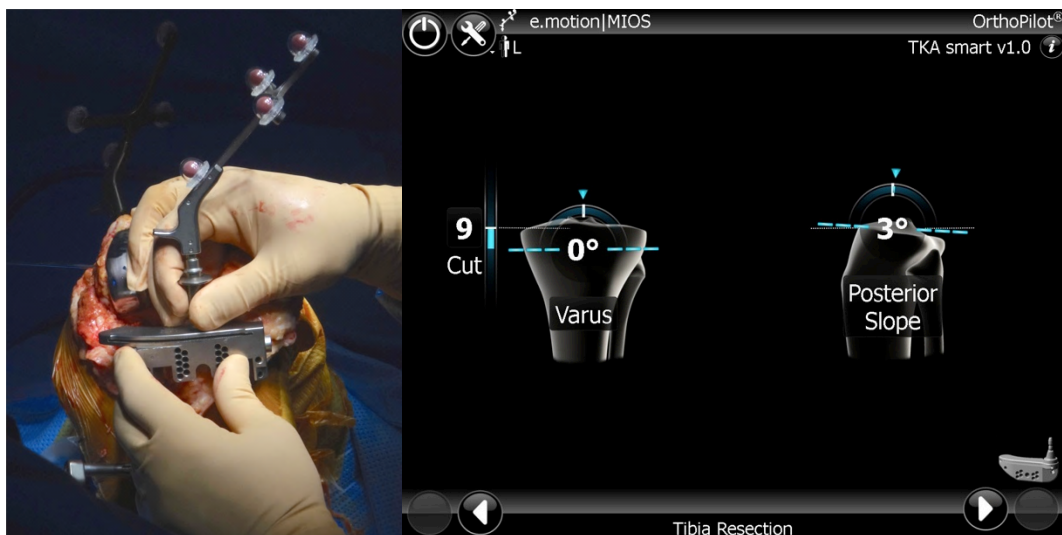 e.motion|MIOS
OrthoPilot®
L
TKA smart v1.0 i
9
Cut
0°
Varus
3°
Posterior
Slope
Tibia Resection